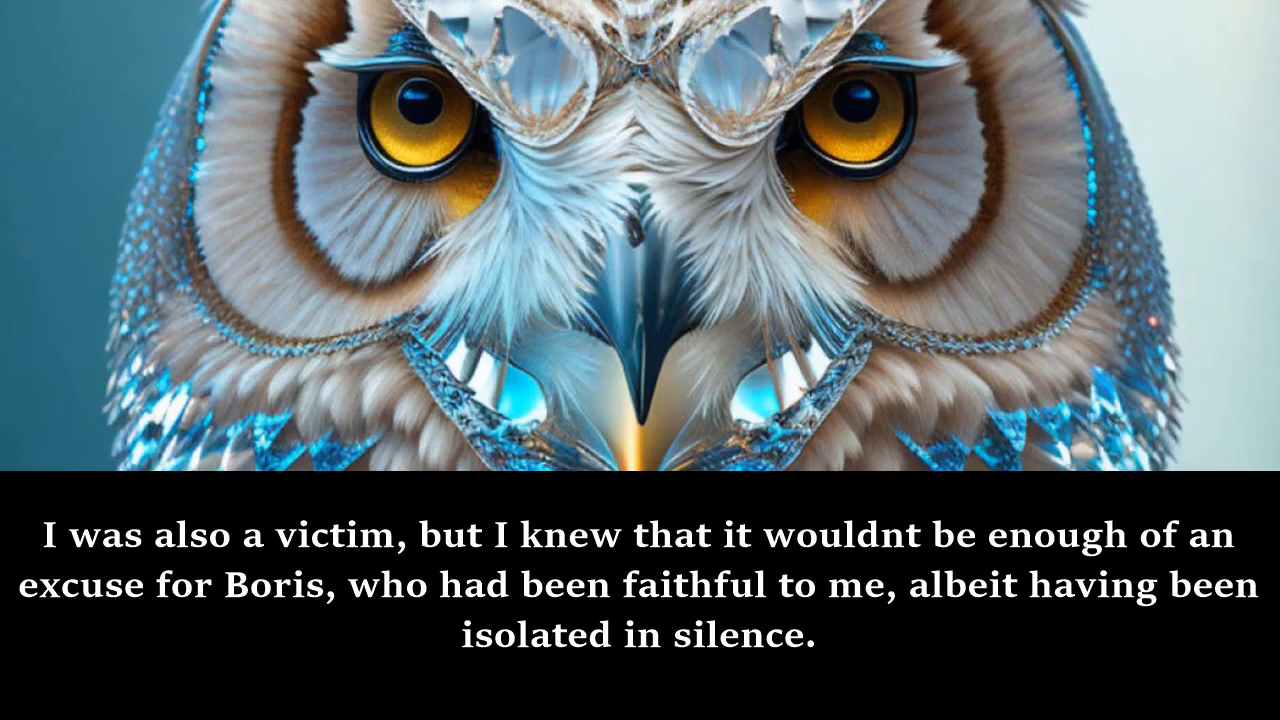 I was also a victim, but I knew that it wouldnt be enough of an
excuse for Boris, who had been faithful to me, albeit having been
isolated in silence.